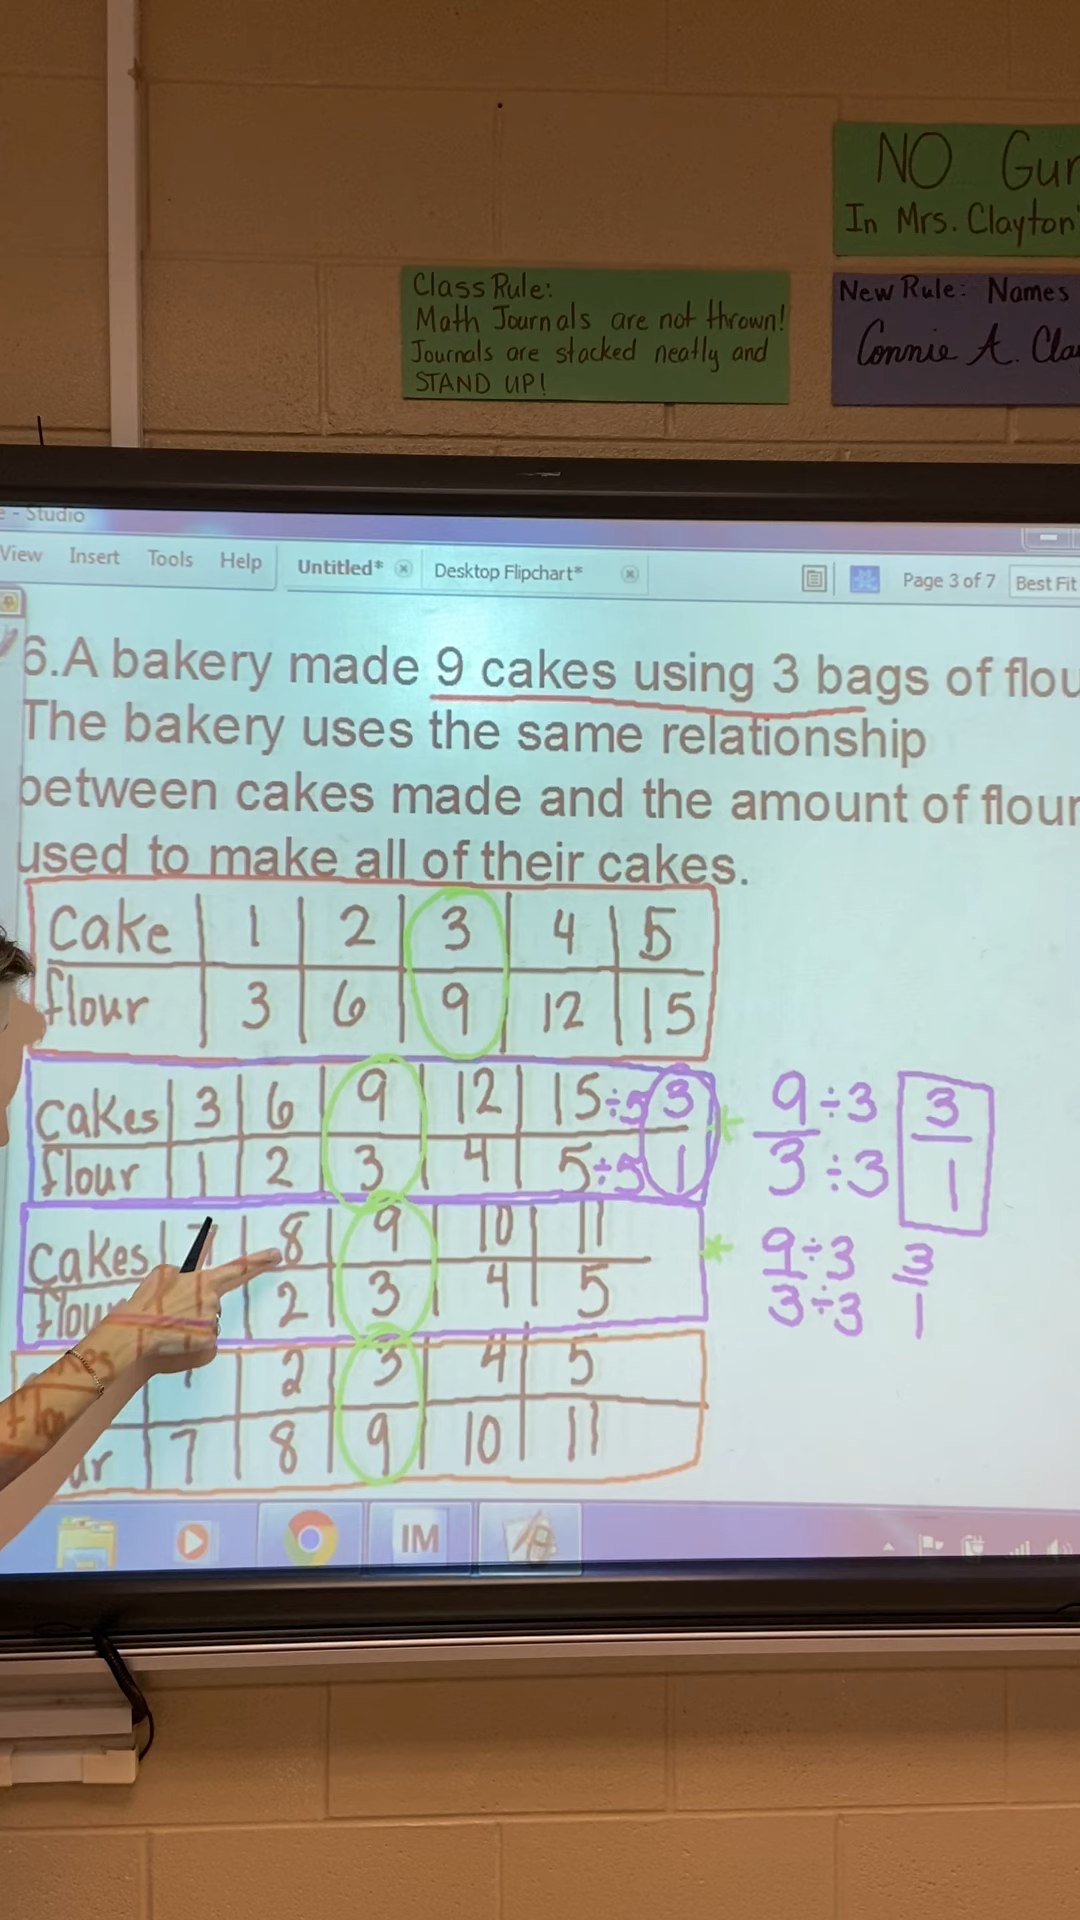 NO Gum
In Mrs. Clayton'
Class Rule:
Math Journals are not thrown!
Journals are stacked neatly and
STAND UP!
New Rule: Names
Connie A. Cla
e - Studio
View Insert Tools Help Untitled* Desktop Flipchart* Page 3 of 7 Best Fit
6.A bakery made 9 cakes using 3 bags of flou
The bakery uses the same relationship
between cakes made and the amount of flour
used to make all of their cakes.
Cake 1 2 3 4 5
flour 3 6 9 12 15
Cakes 3 6 9 12 15÷5 3
flour 1 2 3 4 5÷5 1
9÷3 3
3÷3 1
Cakes 7 8 9 10 11
flou 2 3 4 5
9÷3 3
3÷3 1
kes 1 2 3 4 5
ur 7 8 9 10 11
IM